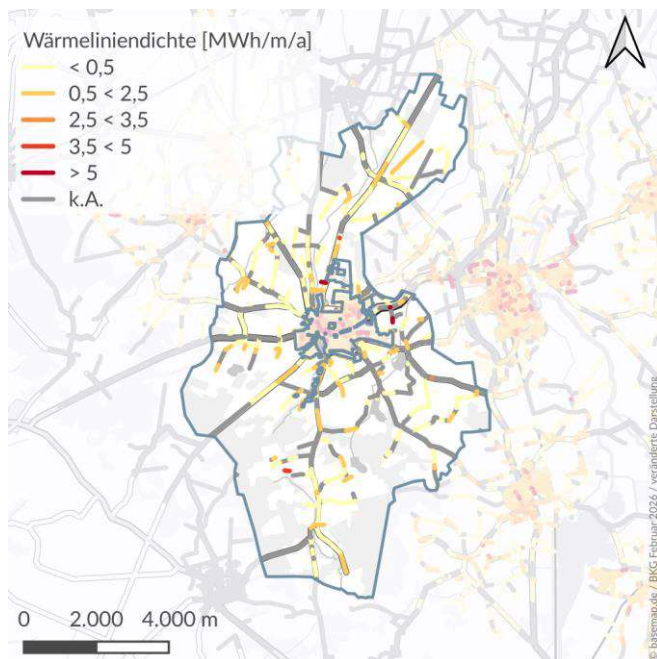 Wärmeliniendichte [MWh/m/a]
< 0,5
0,5 < 2,5
2,5 < 3,5
3,5 < 5
> 5
k.A.
0 2.000 4.000 m
© basemap.de / BKG Februar 2026 / veränderte Darstellung